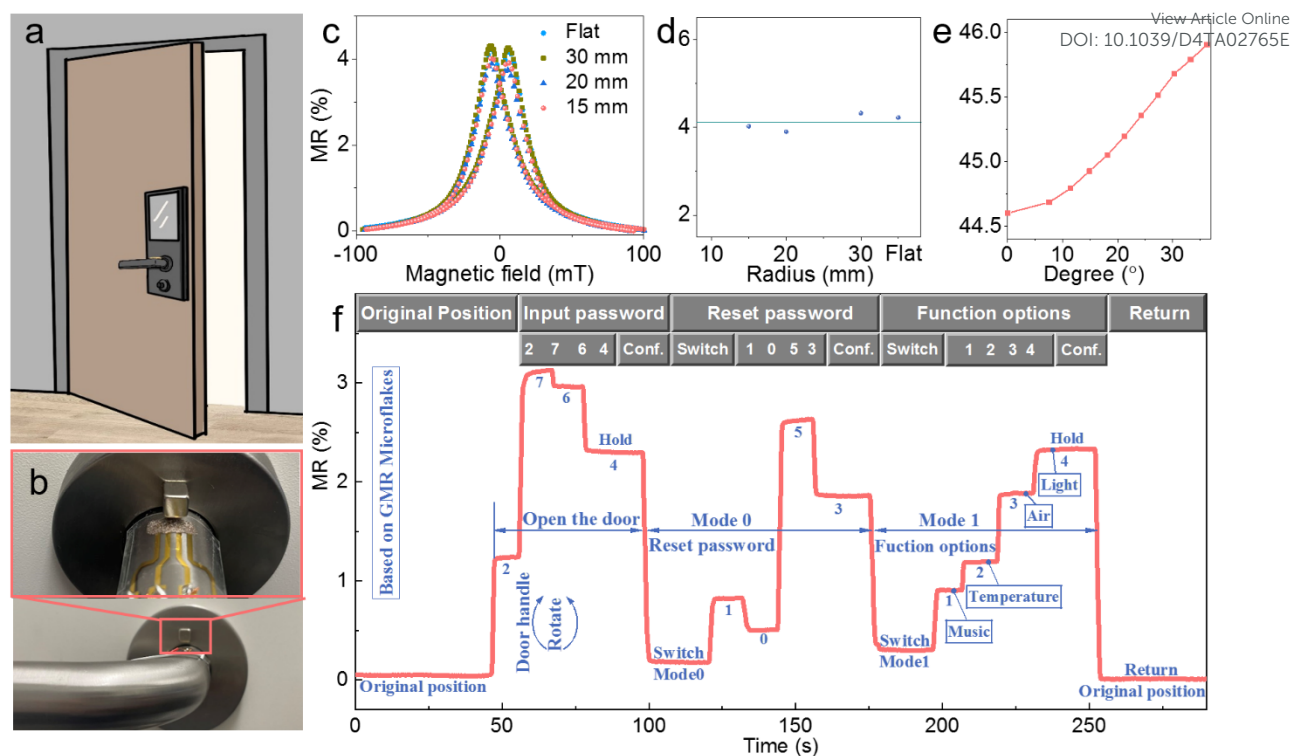 View Article Online
DOI: 10.1039/D4TA02765E
a
b
c
Flat
30 mm
20 mm
15 mm
MR (%)
4
2
0
-100
0
100
Magnetic field (mT)
d
6
4
2
10
20
30
Flat
Radius (mm)
e
46.0
45.5
45.0
44.5
0
10
20
30
Degree (°)
f
Original Position
Input password
Reset password
Function options
Return
2 7 6 4
Conf.
Switch
1 0 5 3
Conf.
Switch
1 2 3 4
Conf.
MR (%)
3
2
1
0
Based on GMR Microflakes
7
6
Hold
4
2
Open the door
Door handle
Rotate
Original position
Mode 0
Reset password
Switch
Mode0
1
0
5
3
Mode 1
Fuction options
Switch
Mode1
1
Music
2
Temperature
3
Air
Hold
4
Light
Return
Original position
0
50
100
150
200
250
Time (s)